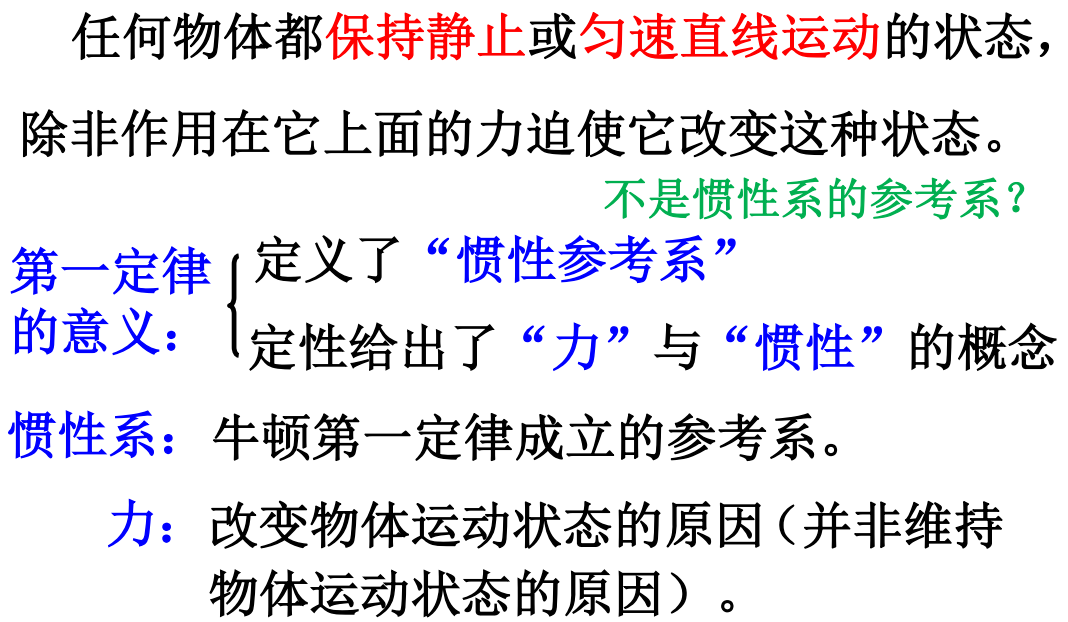 任何物体都保持静止或匀速直线运动的状态，
除非作用在它上面的力迫使它改变这种状态。
不是惯性系的参考系？
第一定律
的意义：
定义了“惯性参考系”
定性给出了“力”与“惯性”的概念
惯性系：牛顿第一定律成立的参考系。
力：改变物体运动状态的原因（并非维持
物体运动状态的原因）。